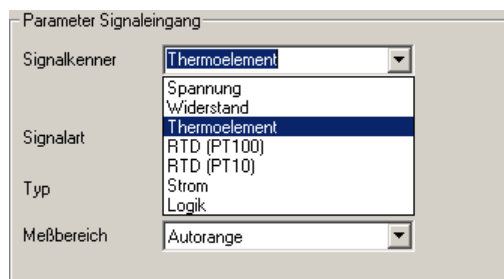 Parameter Signaleingang
Signalkenner Thermoelement
Spannung
Widerstand
Thermoelement
Signalart
RTD (PT100)
RTD (PT10)
Typ
Strom
Logik
Meßbereich Autorange